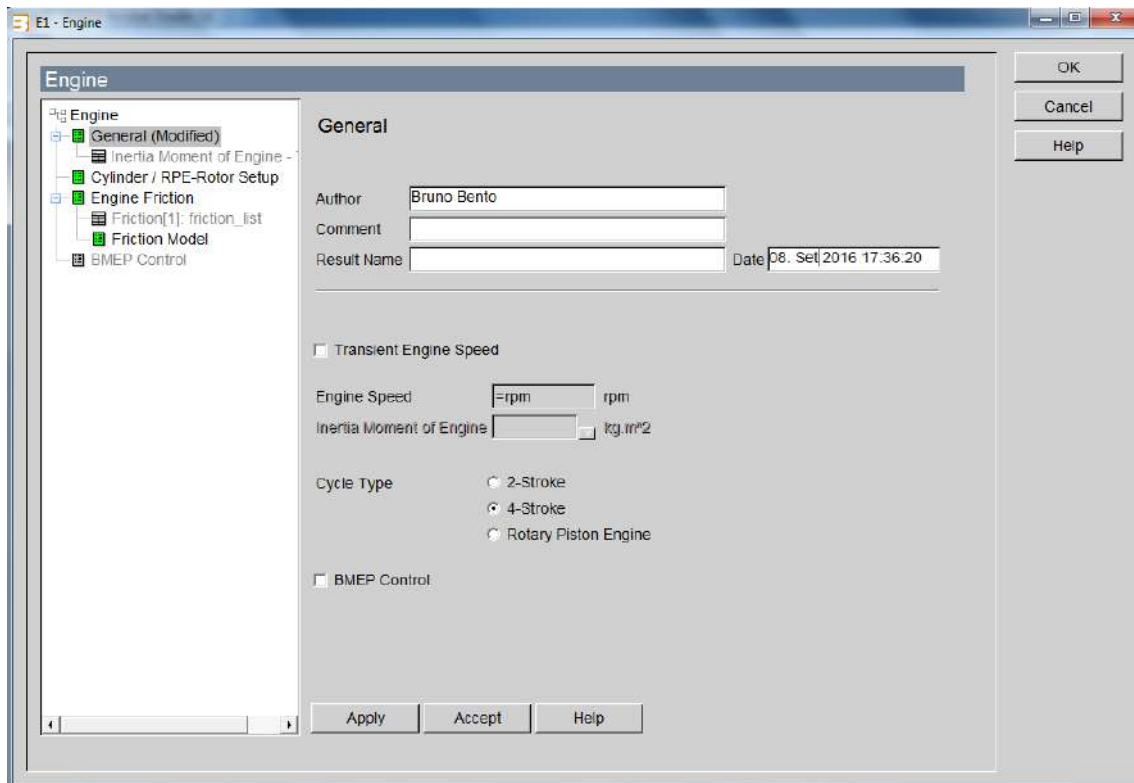 E1 - Engine
OK
Cancel
Help
Engine
Engine
General (Modified)
Inertia Moment of Engine -
Cylinder / RPE-Rotor Setup
Engine Friction
Friction[1]: friction_list
Friction Model
BMEP Control
General
Author Bruno Bento
Comment
Result Name Date 08. Set 2016 17.36.20
Transient Engine Speed
Engine Speed =rpm rpm
Inertia Moment of Engine kg.m^2
Cycle Type 2-Stroke
4-Stroke
Rotary Piston Engine
BMEP Control
Apply Accept Help